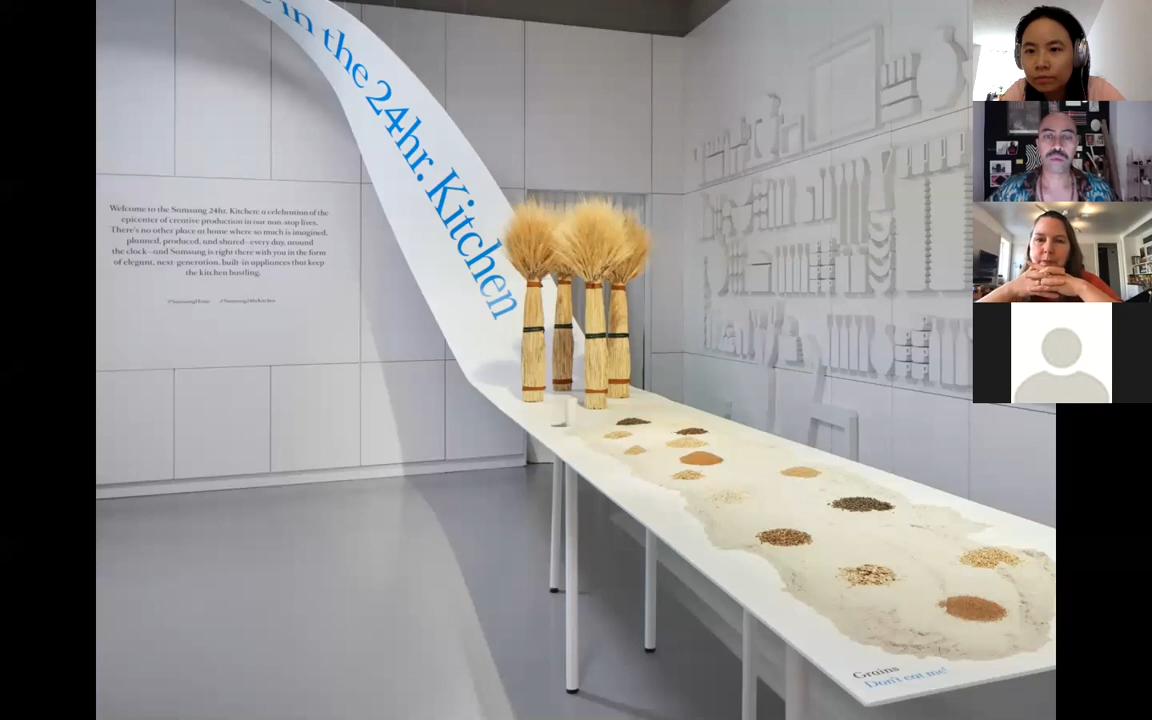 in the 24hr. Kitchen
Welcome to the Samsung 24hr. Kitchen: a celebration of the
epicenter of creative production in our non-stop lives.
There's no other place at home where so much is imagined,
planned, produced, and shared—every day, around
the clock—and Samsung is right there with you in the form
of elegant, next-generation, built-in appliances that keep
the kitchen bustling.
#SamsungHome #Samsung24hrKitchen
Grains
Don't eat me!